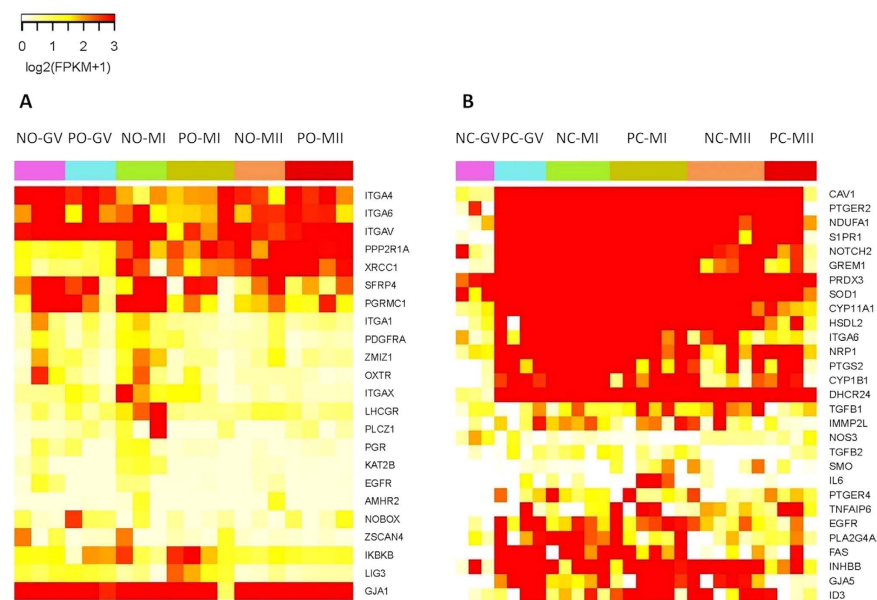 0 1 2 3
log2(FPKM+1)
A
NO-GV PO-GV NO-MI PO-MI NO-MII PO-MII
ITGA4
ITGA6
ITGAV
PPP2R1A
XRCC1
SFRP4
PGRMC1
ITGA1
PDGFRA
ZMIZ1
OXTR
ITGAX
LHCGR
PLCZ1
PGR
KAT2B
EGFR
AMHR2
NOBOX
ZSCAN4
IKBKB
LIG3
GJA1
B
NC-GV PC-GV NC-MI PC-MI NC-MII PC-MII
CAV1
PTGER2
NDUFA1
S1PR1
NOTCH2
GREM1
PRDX3
SOD1
CYP11A1
HSDL2
ITGA6
NRP1
PTGS2
CYP1B1
DHCR24
TGFB1
IMMP2L
NOS3
TGFB2
SMO
IL6
PTGER4
TNFAIP6
EGFR
PLA2G4A
FAS
INHBB
GJA5
ID3